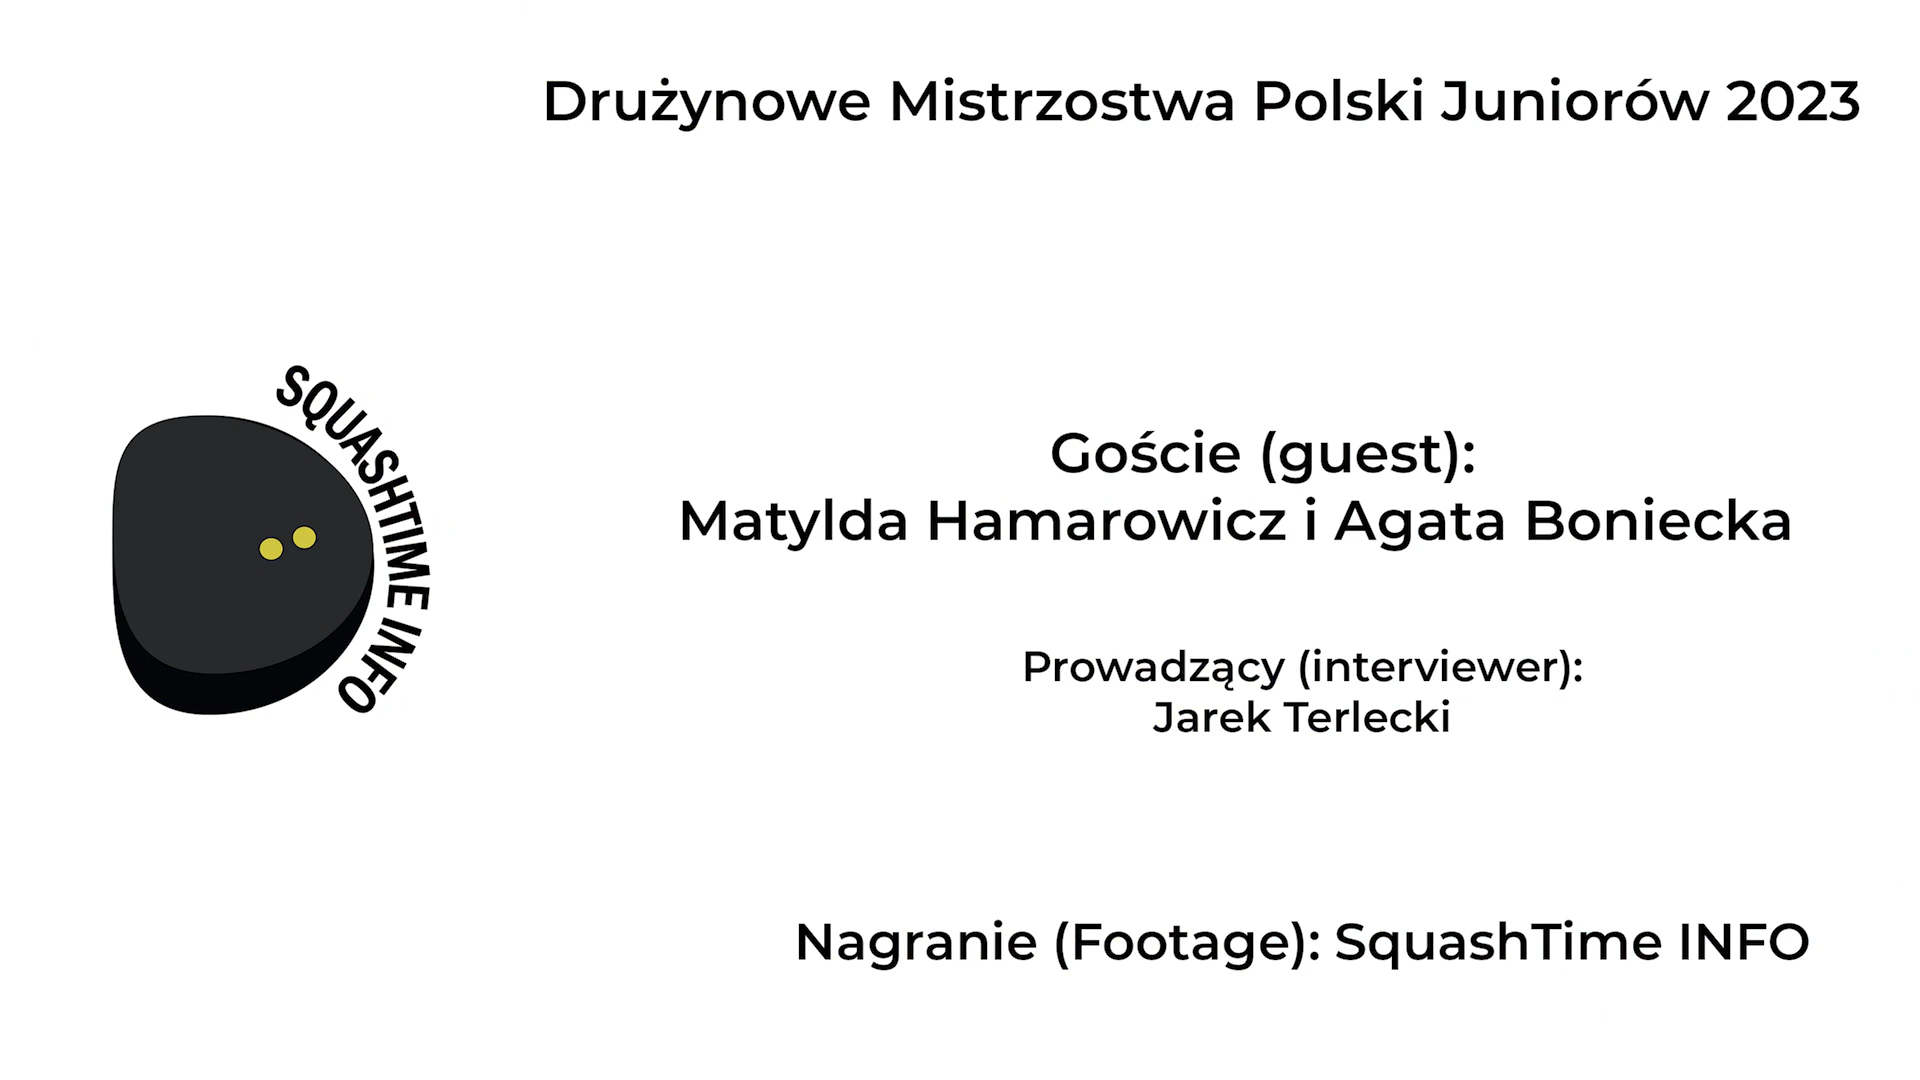 Drużynowe Mistrzostwa Polski Juniorów 2023
SQUASHTIME INFO
Goście (guest):
Matylda Hamarowicz i Agata Boniecka
Prowadzący (interviewer):
Jarek Terlecki
Nagranie (Footage): SquashTime INFO